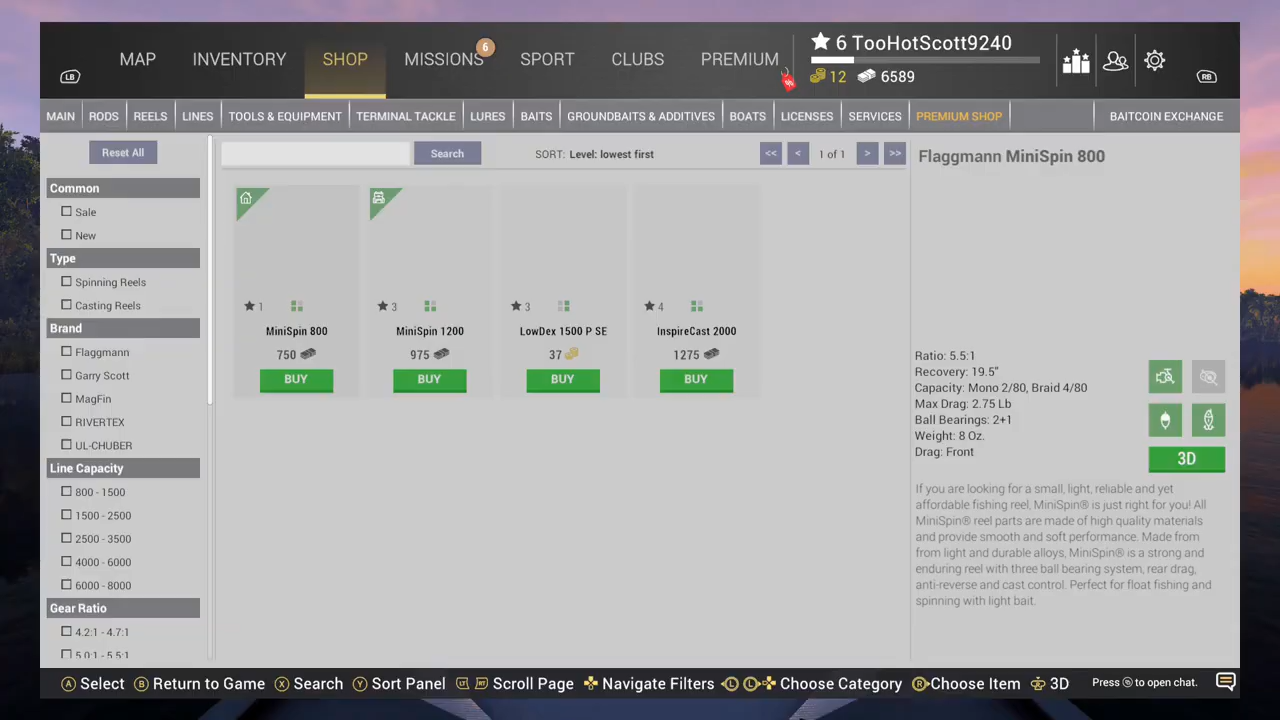 MAP
INVENTORY
SHOP
MISSIONS
6
SPORT
CLUBS
PREMIUM
6 TooHotScott9240
12
6589
LB
RB
MAIN
RODS
REELS
LINES
TOOLS & EQUIPMENT
TERMINAL TACKLE
LURES
BAITS
GROUNDBAITS & ADDITIVES
BOATS
LICENSES
SERVICES
PREMIUM SHOP
BAITCOIN EXCHANGE
Reset All
Search
SORT: Level: lowest first
<<
<
1 of 1
>
>>
Common
Sale
New
Type
Spinning Reels
Casting Reels
Brand
Flaggmann
Garry Scott
MagFin
RIVERTEX
UL-CHUBER
Line Capacity
800 - 1500
1500 - 2500
2500 - 3500
4000 - 6000
6000 - 8000
Gear Ratio
4.2:1 - 4.7:1
5.0:1 - 5.5:1
1
MiniSpin 800
750
BUY
3
MiniSpin 1200
975
BUY
3
LowDex 1500 P SE
37
BUY
4
InspireCast 2000
1275
BUY
Flaggmann MiniSpin 800
Ratio: 5.5:1
Recovery: 19.5"
Capacity: Mono 2/80, Braid 4/80
Max Drag: 2.75 Lb
Ball Bearings: 2+1
Weight: 8 Oz.
Drag: Front
3D
If you are looking for a small, light, reliable and yet
affordable fishing reel, MiniSpin® is just right for you! All
MiniSpin® reel parts are made of high quality materials
and provide smooth and soft performance. Made from
from light and durable alloys, MiniSpin® is a strong and
enduring reel with three ball bearing system, rear drag,
anti-reverse and cast control. Perfect for float fishing and
spinning with light bait.
A Select
B Return to Game
X Search
Y Sort Panel
LT RT Scroll Page
Navigate Filters
L L Choose Category
R Choose Item
3D
Press to open chat.